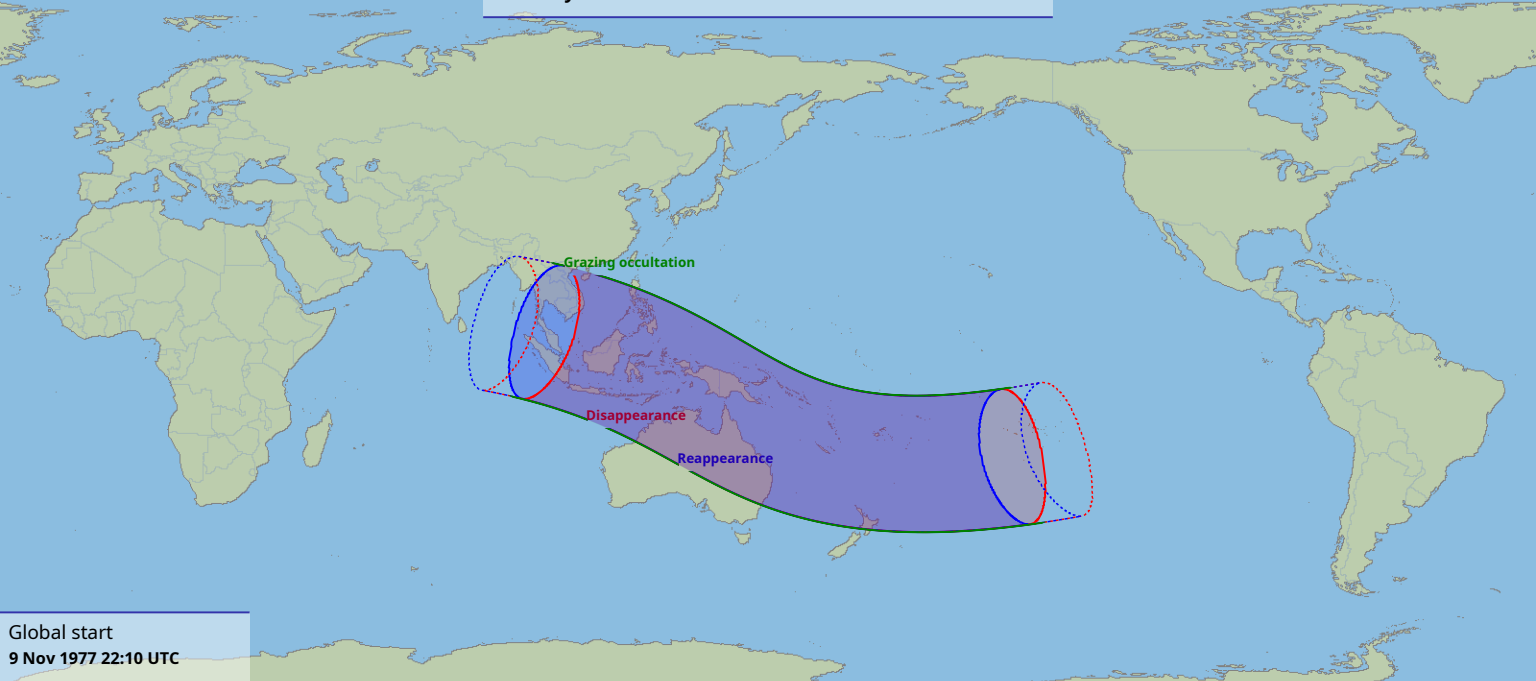 Grazing occultation
Disappearance
Reappearance
Global start
9 Nov 1977 22:10 UTC